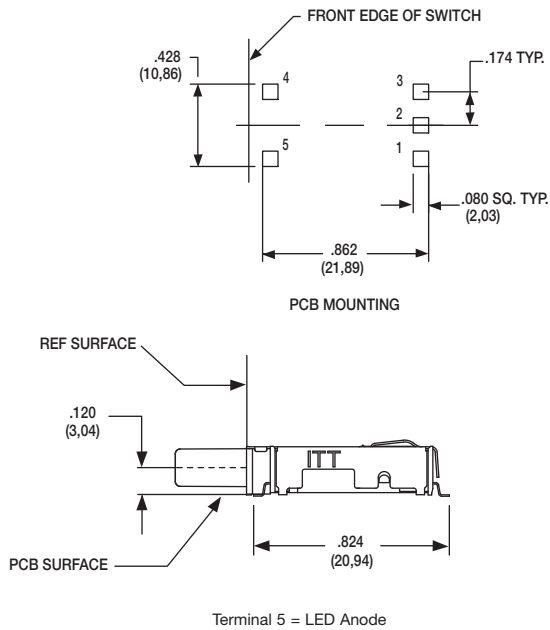 FRONT EDGE OF SWITCH
.428
(10,86)
.174 TYP.
4
3
2
5
1
.080 SQ. TYP.
(2,03)
.862
(21,89)
PCB MOUNTING
REF SURFACE
.120
(3,04)
ITT
PCB SURFACE
.824
(20,94)
Terminal 5 = LED Anode